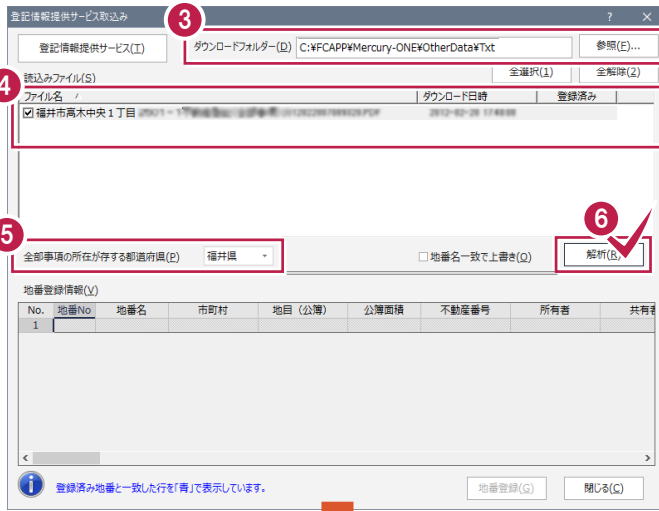 登記情報提供サービス取込み ? ×
3
登記情報提供サービス(T) ダウンロードフォルダー(D) C:¥FCAPP¥Mercury-ONE¥OtherData¥Txt 参照(F)...
読込みファイル(S) 全選択(1) 全解除(2)
4
ファイル名 ダウンロード日時 登録済み
福井市高木中央1丁目
5
6
全部事項の所在が存する都道府県(P) 福井県 地番名一致で上書き(O) 解析(R)
地番登録情報(V)
No. 地番No 地番名 市町村 地目(公簿) 公簿面積 不動産番号 所有者 共有者
1
登録済み地番と一致した行を「青」で表示しています。 地番登録(G) 閉じる(C)